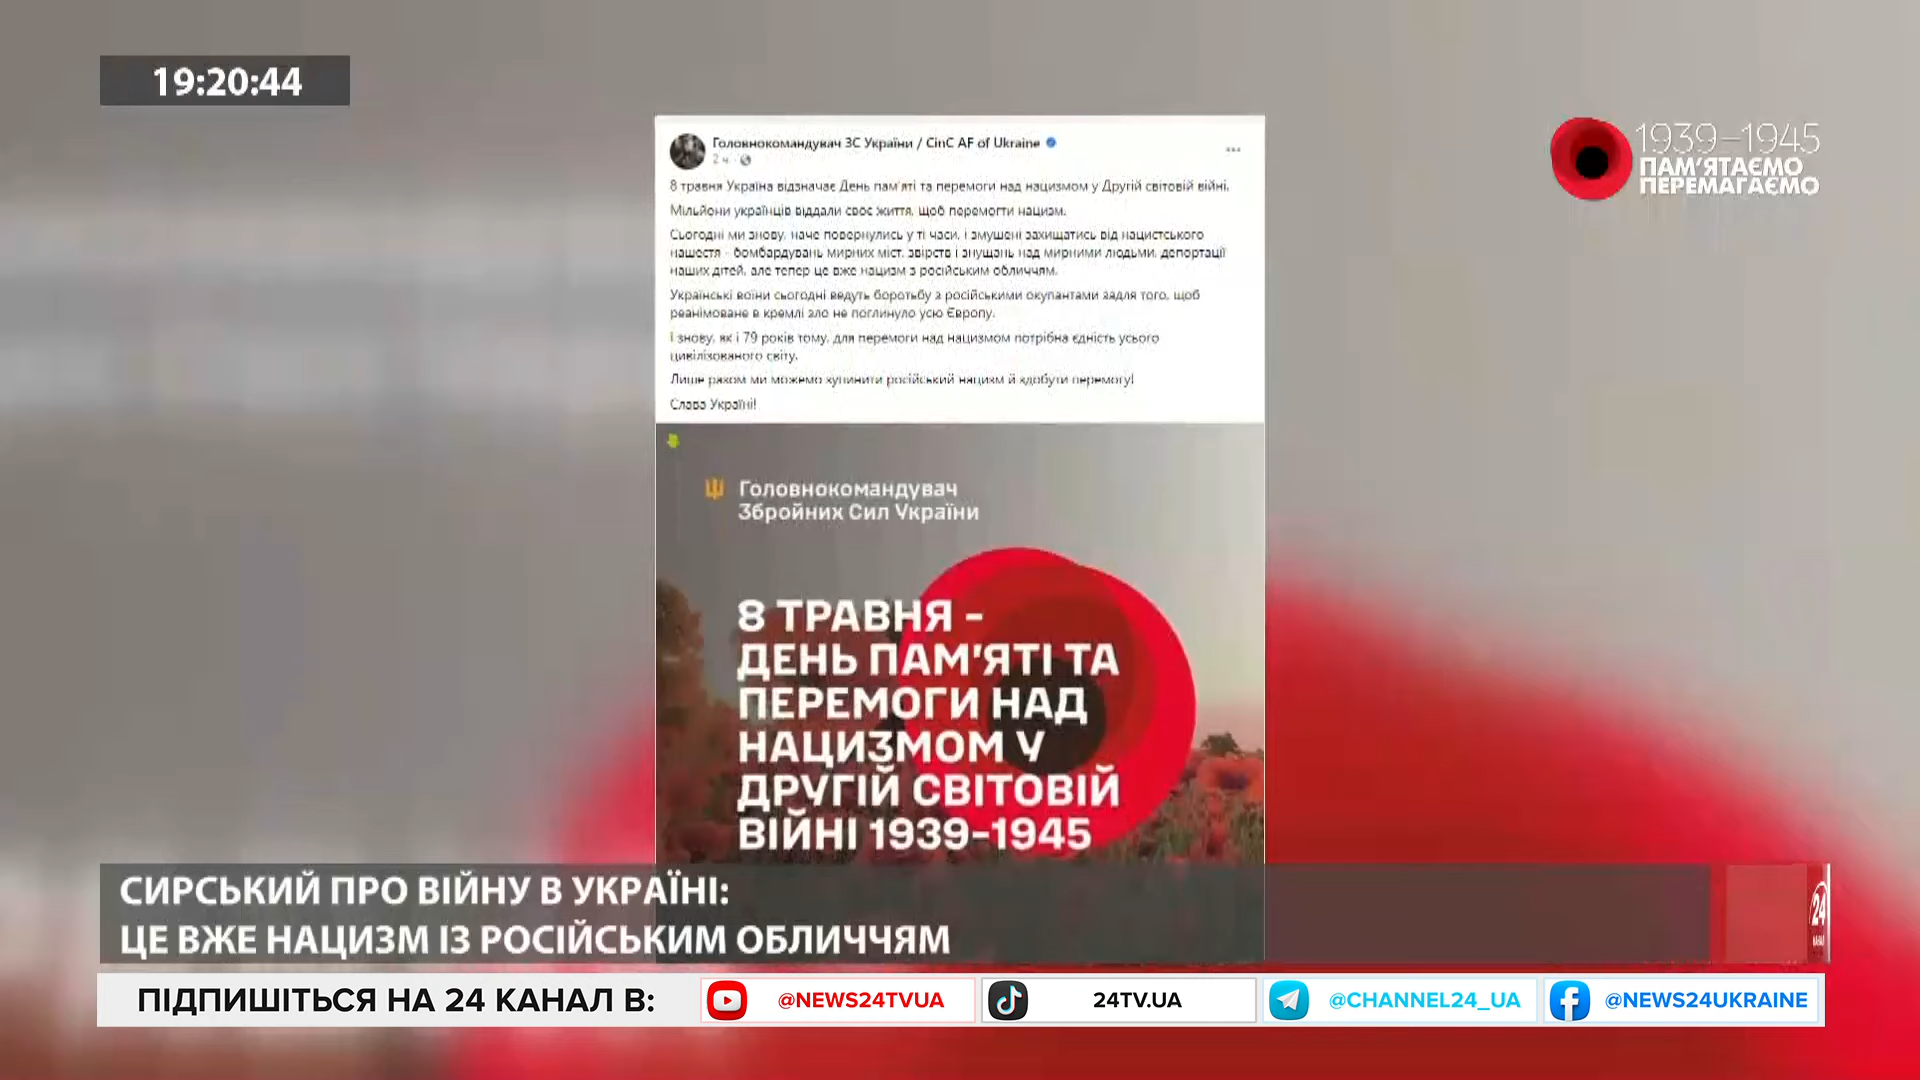 19:20:44
1939-1945
ПАМ'ЯТАЄМО
ПЕРЕМАГАЄМО
Головнокомандувач ЗС України / CinC AF of Ukraine
2 ч.
8 травня Україна відзначає День пам'яті та перемоги над нацизмом у Другій світовій війні.
Мільйони українців віддали своє життя, щоб перемогти нацизм.
Сьогодні ми знову, наче повернулись у ті часи, і змушені захищатись від нацистського
нашестя - бомбардувань мирних міст, звірств і знущань над мирними людьми, депортації
наших дітей, але тепер це вже нацизм з російським обличчям.
Українські воїни сьогодні ведуть боротьбу з російськими окупантами задля того, щоб
реанімоване в кремлі зло не поглинуло усю Європу.
І знову, як і 79 років тому, для перемоги над нацизмом потрібна єдність усього
цивілізованого світу.
Лише разом ми можемо зупинити російський нацизм й здобути перемогу!
Слава Україні!
Головнокомандувач
Збройних Сил України
8 ТРАВНЯ -
ДЕНЬ ПАМ'ЯТІ ТА
ПЕРЕМОГИ НАД
НАЦИЗМОМ У
ДРУГІЙ СВІТОВІЙ
ВІЙНІ 1939-1945
СИРСЬКИЙ ПРО ВІЙНУ В УКРАЇНІ:
ЦЕ ВЖЕ НАЦИЗМ ІЗ РОСІЙСЬКИМ ОБЛИЧЧЯМ
24
КАНАЛ
ПІДПИШІТЬСЯ НА 24 КАНАЛ В:
@NEWS24TVUA
24TV.UA
@CHANNEL24_UA
@NEWS24UKRAINE